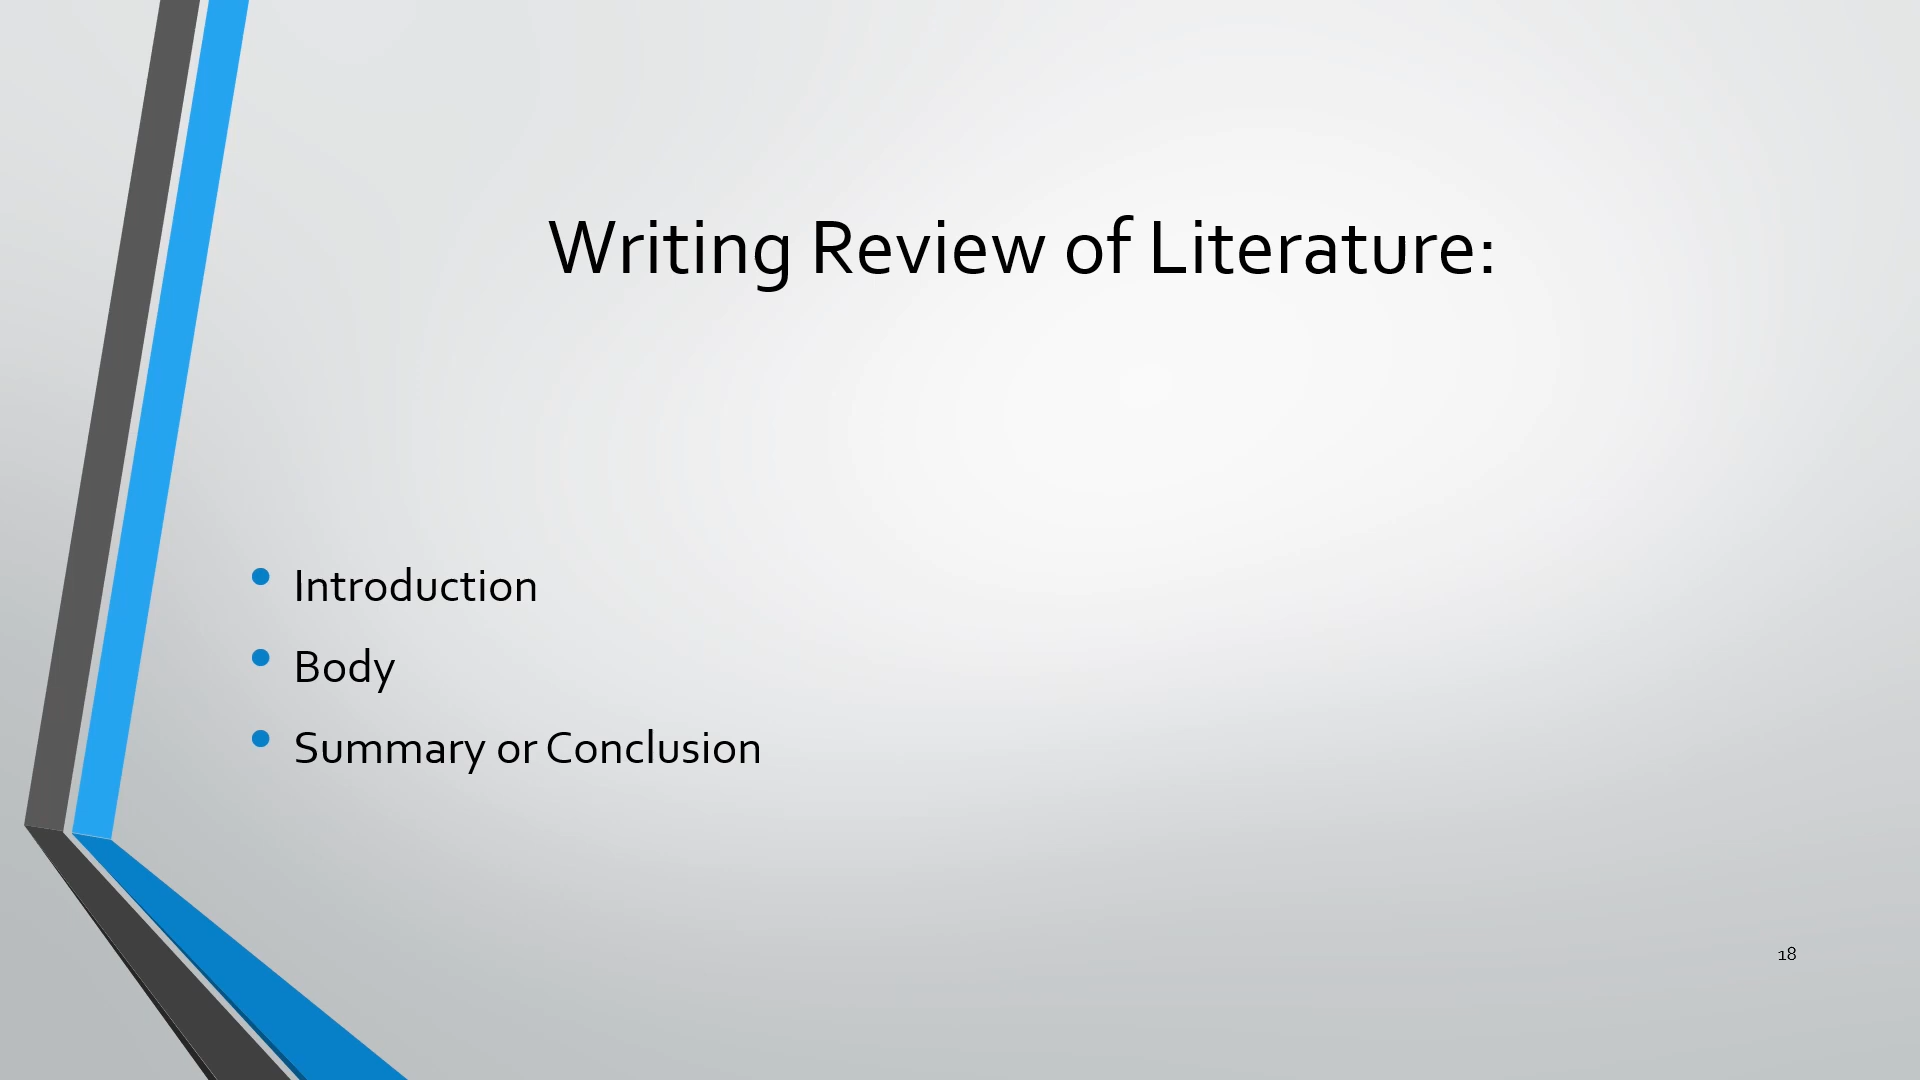 Writing Review of Literature:
Introduction
Body
Summary or Conclusion
18